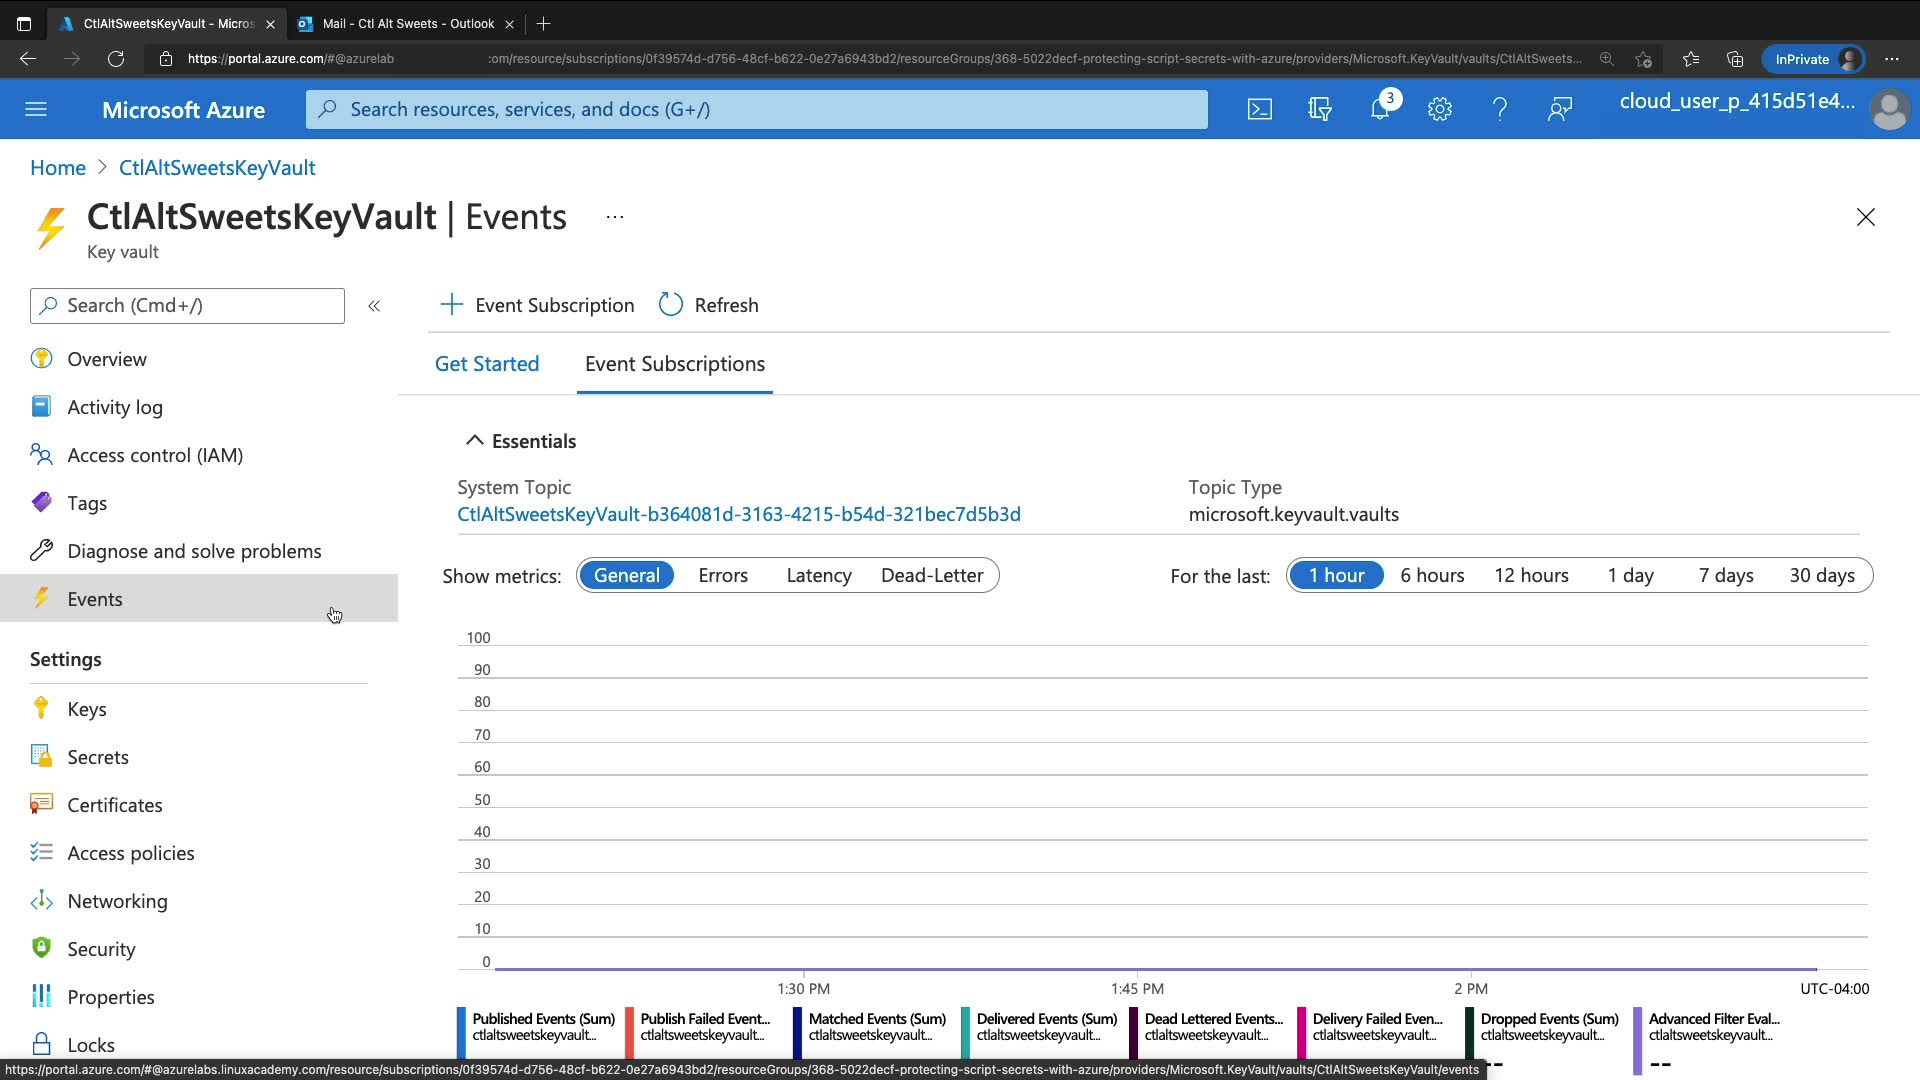 CtlAltSweetsKeyVault - Micros
Mail - Ctl Alt Sweets - Outlook
https://portal.azure.com/#@azurelab
:om/resource/subscriptions/0f39574d-d756-48cf-b622-0e27a6943bd2/resourceGroups/368-5022decf-protecting-script-secrets-with-azure/providers/Microsoft.KeyVault/vaults/CtlAltSweets...
InPrivate
Microsoft Azure
Search resources, services, and docs (G+/)
3
cloud_user_p_415d51e4...
Home > CtlAltSweetsKeyVault
CtlAltSweetsKeyVault | Events ...
Key vault
Search (Cmd+/)
«
Event Subscription
Refresh
Overview
Activity log
Access control (IAM)
Tags
Diagnose and solve problems
Events
Settings
Keys
Secrets
Certificates
Access policies
Networking
Security
Properties
Locks
Get Started
Event Subscriptions
Essentials
System Topic
CtlAltSweetsKeyVault-b364081d-3163-4215-b54d-321bec7d5b3d
Topic Type
microsoft.keyvault.vaults
Show metrics: General Errors Latency Dead-Letter
For the last: 1 hour 6 hours 12 hours 1 day 7 days 30 days
100
90
80
70
60
50
40
30
20
10
0
1:30 PM 1:45 PM 2 PM UTC-04:00
Published Events (Sum)
ctlaltsweetskeyvault...
Publish Failed Event...
ctlaltsweetskeyvault...
Matched Events (Sum)
ctlaltsweetskeyvault...
Delivered Events (Sum)
ctlaltsweetskeyvault...
Dead Lettered Events...
ctlaltsweetskeyvault...
Delivery Failed Even...
ctlaltsweetskeyvault...
Dropped Events (Sum)
ctlaltsweetskeyvault...
--
Advanced Filter Eval...
ctlaltsweetskeyvault...
--
https://portal.azure.com/#@azurelabs.linuxacademy.com/resource/subscriptions/0f39574d-d756-48cf-b622-0e27a6943bd2/resourceGroups/368-5022decf-protecting-script-secrets-with-azure/providers/Microsoft.KeyVault/vaults/CtlAltSweetsKeyVault/events